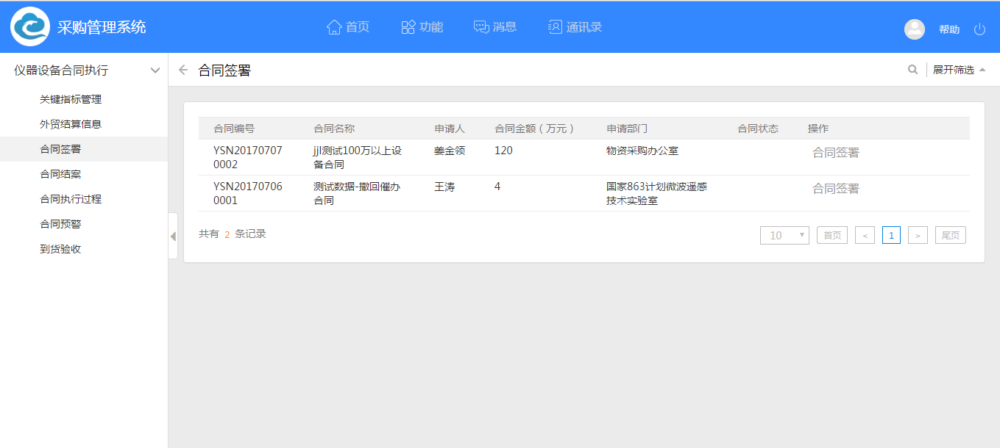 采购管理系统
首页
功能
消息
通讯录
帮助
仪器设备合同执行
关键指标管理
外贸结算信息
合同签署
合同结案
合同执行过程
合同预警
到货验收
合同签署
展开筛选
合同编号 合同名称 申请人 合同金额(万元) 申请部门 合同状态 操作
YSN20170707 jjl测试100万以上设 姜金领 120 物资采购办公室 合同签署
0002 备合同
YSN20170706 测试数据-撤回催办 王涛 4 国家863计划微波遥感 合同签署
0001 合同 技术实验室
共有 2 条记录
10 首页 < 1 > 尾页